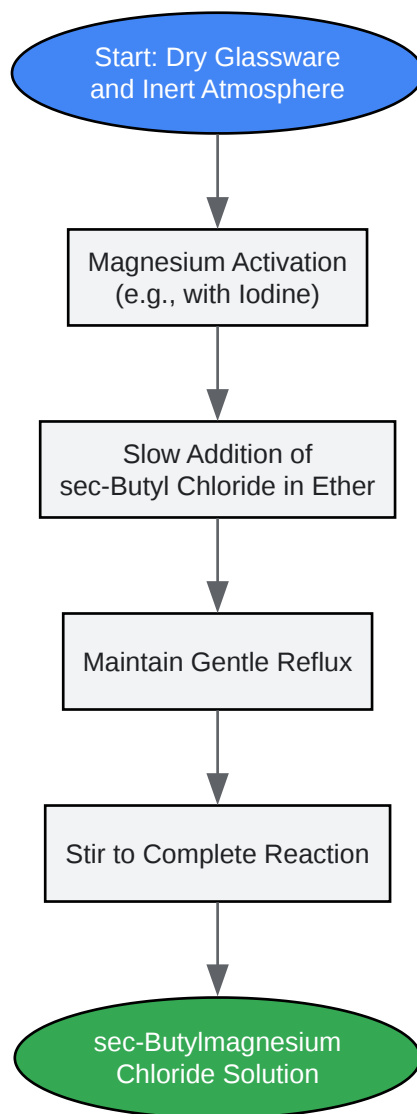 Start: Dry Glassware
and Inert Atmosphere
Magnesium Activation
(e.g., with Iodine)
Slow Addition of
sec-Butyl Chloride in Ether
Maintain Gentle Reflux
Stir to Complete Reaction
sec-Butylmagnesium
Chloride Solution